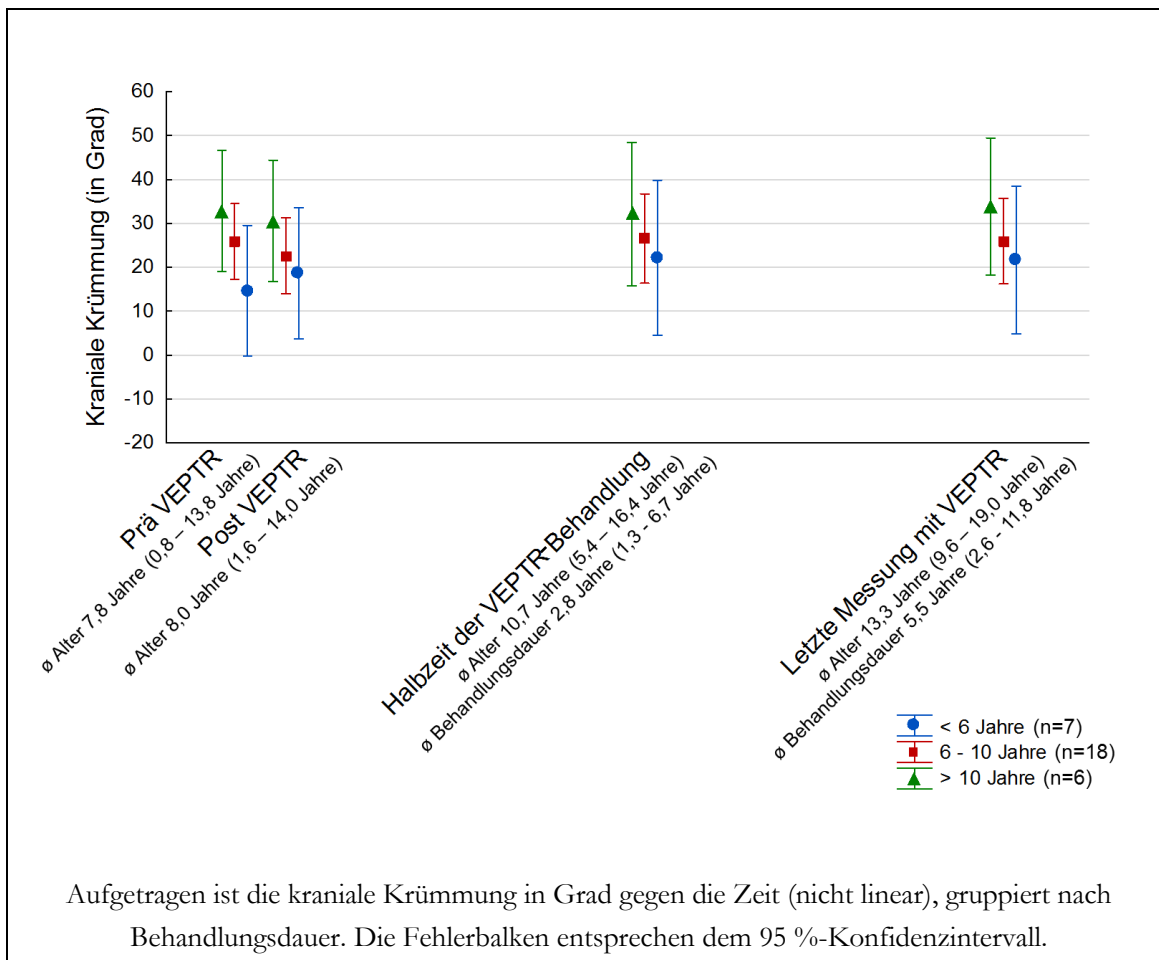 Kraniale Krümmung (in Grad)
60
50
40
30
20
10
0
-10
-20
Prä VEPTR
ø Alter 7,8 Jahre (0,8 – 13,8 Jahre)
Post VEPTR
ø Alter 8,0 Jahre (1,6 – 14,0 Jahre)
Halbzeit der VEPTR-Behandlung
ø Alter 10,7 Jahre (5,4 – 16,4 Jahre)
ø Behandlungsdauer 2,8 Jahre (1,3 - 6,7 Jahre)
Letzte Messung mit VEPTR
ø Alter 13,3 Jahre (9,6 – 19,0 Jahre)
ø Behandlungsdauer 5,5 Jahre (2,6 - 11,8 Jahre)
< 6 Jahre (n=7)
6 - 10 Jahre (n=18)
> 10 Jahre (n=6)
Aufgetragen ist die kraniale Krümmung in Grad gegen die Zeit (nicht linear), gruppiert nach
Behandlungsdauer. Die Fehlerbalken entsprechen dem 95 %-Konfidenzintervall.